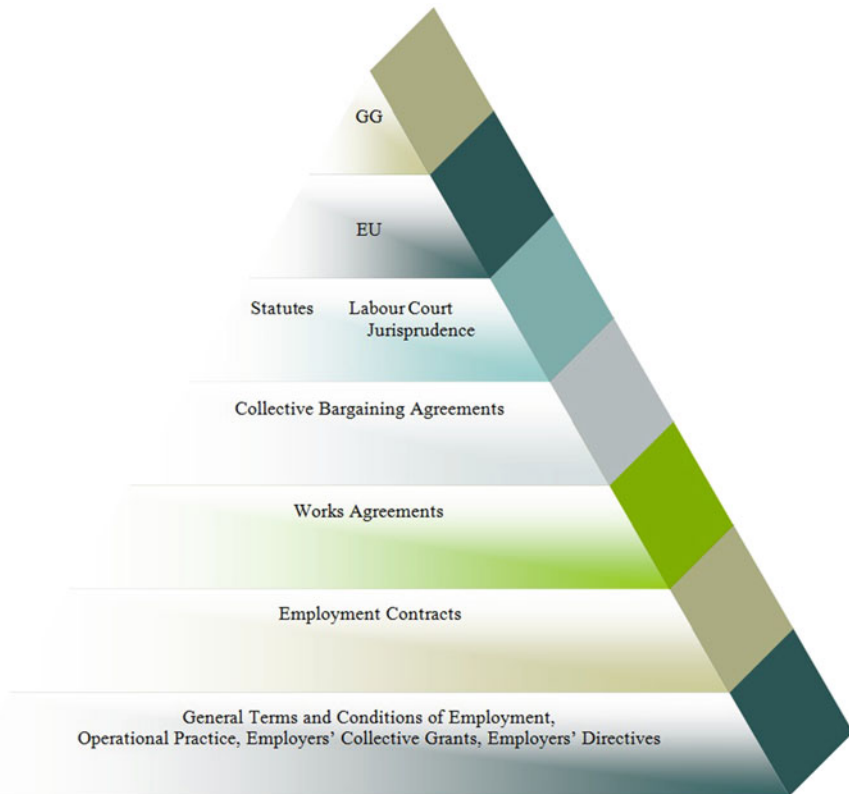 GG
EU
Statutes Labour Court
Jurisprudence
Collective Bargaining Agreements
Works Agreements
Employment Contracts
General Terms and Conditions of Employment,
Operational Practice, Employers’ Collective Grants, Employers’ Directives